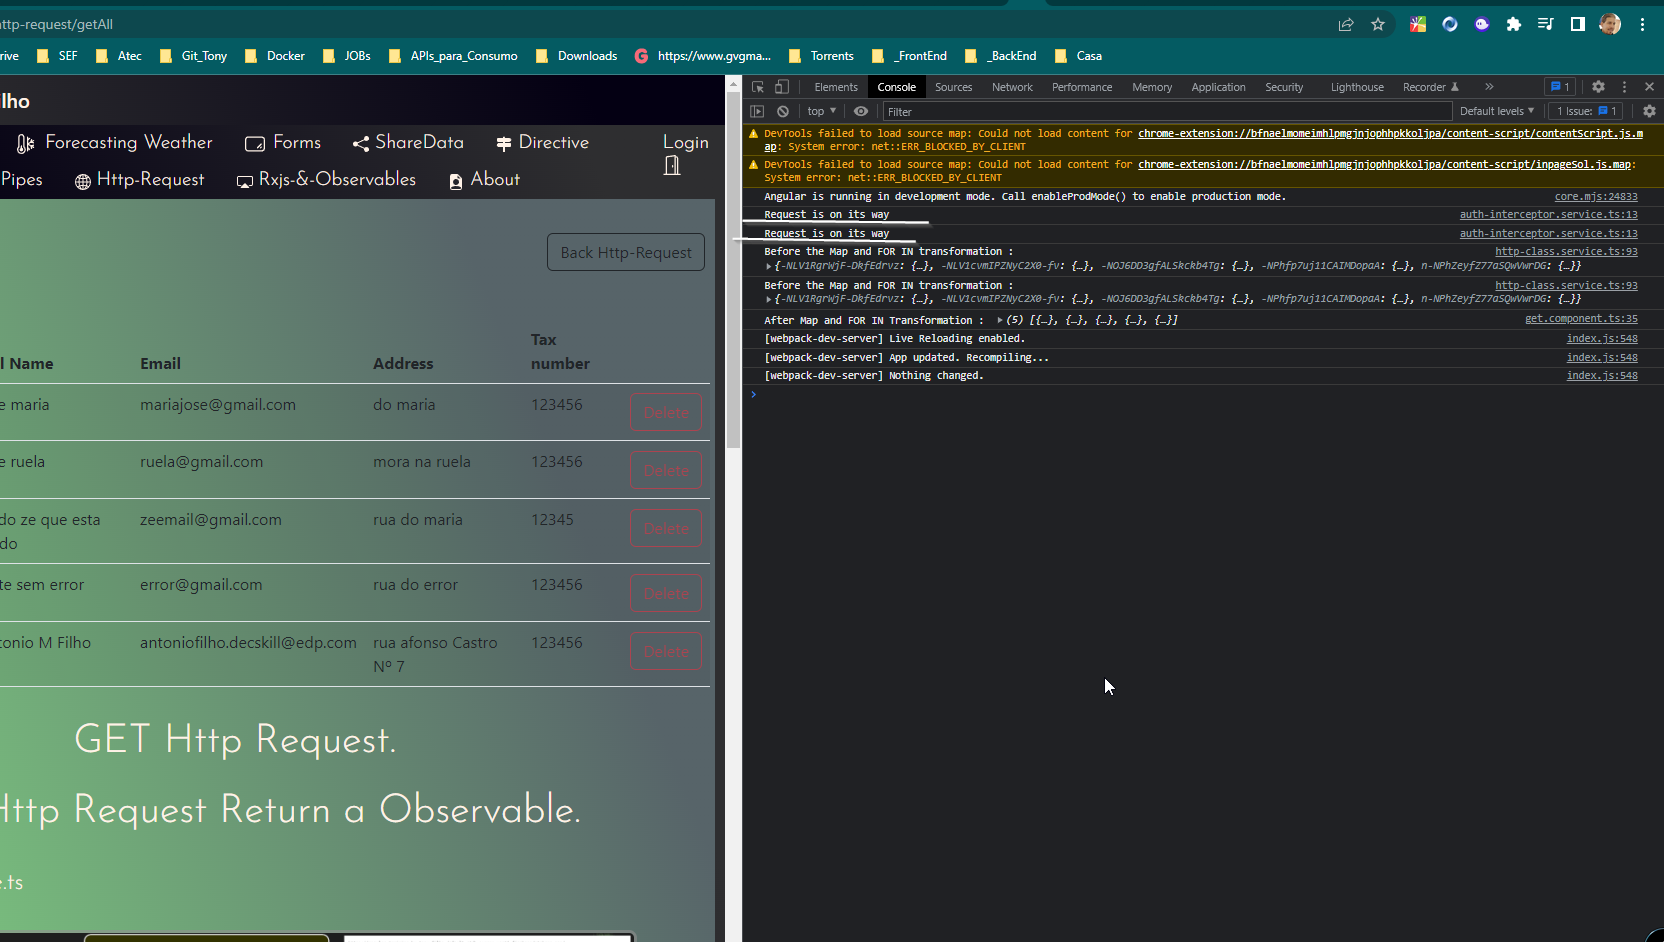 ttp-request/getAll
rive SEF Atec Git_Tony Docker JOBs APIs_para_Consumo Downloads https://www.gvgma... Torrents _FrontEnd _BackEnd Casa
ilho
Forecasting Weather Forms ShareData Directive Login
Pipes Http-Request Rxjs-&-Observables About
Back Http-Request
l Name Email Address Tax number
e maria mariajose@gmail.com do maria 123456 Delete
e ruela ruela@gmail.com mora na ruela 123456 Delete
do ze que esta zeemail@gmail.com rua do maria 12345 Delete
do
te sem error error@gmail.com rua do error 123456 Delete
tonio M Filho antoniofilho.decskill@edp.com rua afonso Castro 123456 Delete
Nº 7
GET Http Request.
Http Request Return a Observable.
e.ts
Elements Console Sources Network Performance Memory Application Security Lighthouse Recorder 1
top Filter Default levels 1 Issue: 1
DevTools failed to load source map: Could not load content for chrome-extension://bfnaelmomeimhlpmgjnjophhpkkoljpa/content-script/contentScript.js.m
ap: System error: net::ERR_BLOCKED_BY_CLIENT
DevTools failed to load source map: Could not load content for chrome-extension://bfnaelmomeimhlpmgjnjophhpkkoljpa/content-script/inpageSol.js.map:
System error: net::ERR_BLOCKED_BY_CLIENT
Angular is running in development mode. Call enableProdMode() to enable production mode. core.mjs:24833
Request is on its way auth-interceptor.service.ts:13
Request is on its way auth-interceptor.service.ts:13
Before the Map and FOR IN transformation : http-class.service.ts:93
{-NLV1RgrWjF-DkfEdrvz: {…}, -NLV1cvmIPZNyC2X0-fv: {…}, -NOJ6DD3gfALSkckb4Tg: {…}, -NPhfp7uj11CAIMDopaA: {…}, n-NPhZeyfZ77aSQwVwrDG: {…}}
Before the Map and FOR IN transformation : http-class.service.ts:93
{-NLV1RgrWjF-DkfEdrvz: {…}, -NLV1cvmIPZNyC2X0-fv: {…}, -NOJ6DD3gfALSkckb4Tg: {…}, -NPhfp7uj11CAIMDopaA: {…}, n-NPhZeyfZ77aSQwVwrDG: {…}}
After Map and FOR IN Transformation : (5) [{…}, {…}, {…}, {…}, {…}] get.component.ts:35
[webpack-dev-server] Live Reloading enabled. index.js:548
[webpack-dev-server] App updated. Recompiling... index.js:548
[webpack-dev-server] Nothing changed. index.js:548